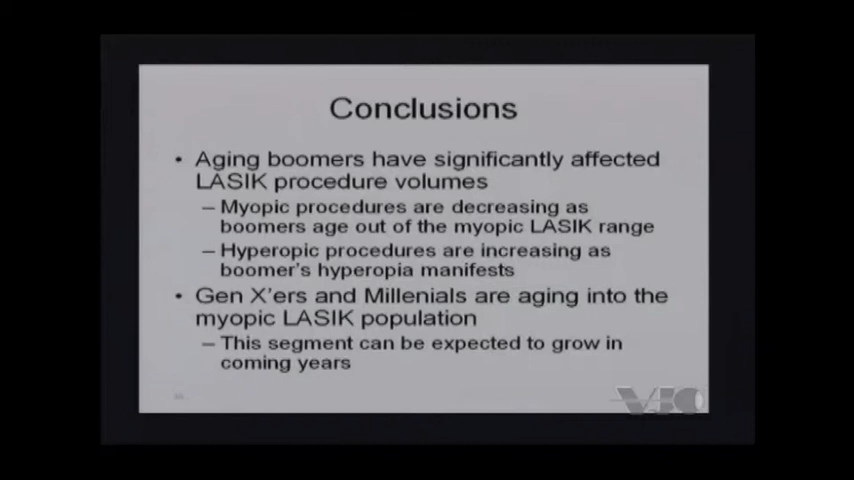 Conclusions
• Aging boomers have significantly affected
LASIK procedure volumes
– Myopic procedures are decreasing as
boomers age out of the myopic LASIK range
– Hyperopic procedures are increasing as
boomer's hyperopia manifests
• Gen X'ers and Millenials are aging into the
myopic LASIK population
– This segment can be expected to grow in
coming years